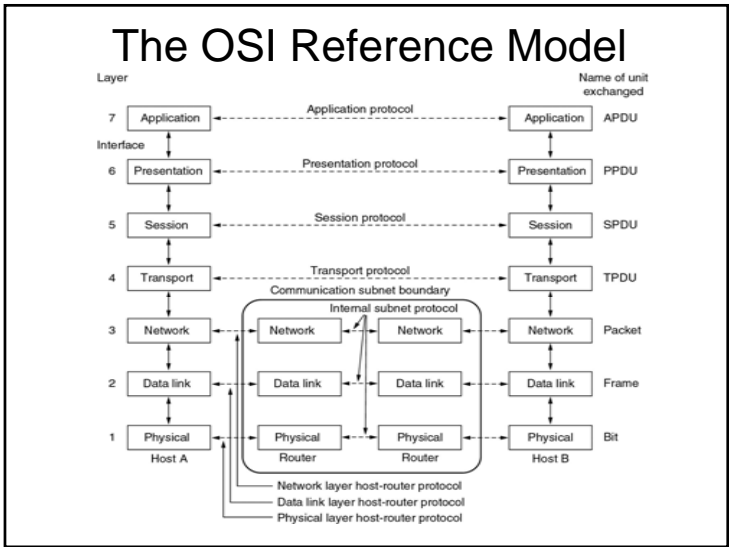 The OSI Reference Model
Layer
Name of unit
exchanged
7 Application Application protocol Application APDU
Interface
6 Presentation Presentation protocol Presentation PPDU
5 Session Session protocol Session SPDU
4 Transport Transport protocol Transport TPDU
Communication subnet boundary
Internal subnet protocol
3 Network Network Network Network Packet
2 Data link Data link Data link Data link Frame
1 Physical Physical Physical Physical Bit
Host A Router Router Host B
Network layer host-router protocol
Data link layer host-router protocol
Physical layer host-router protocol